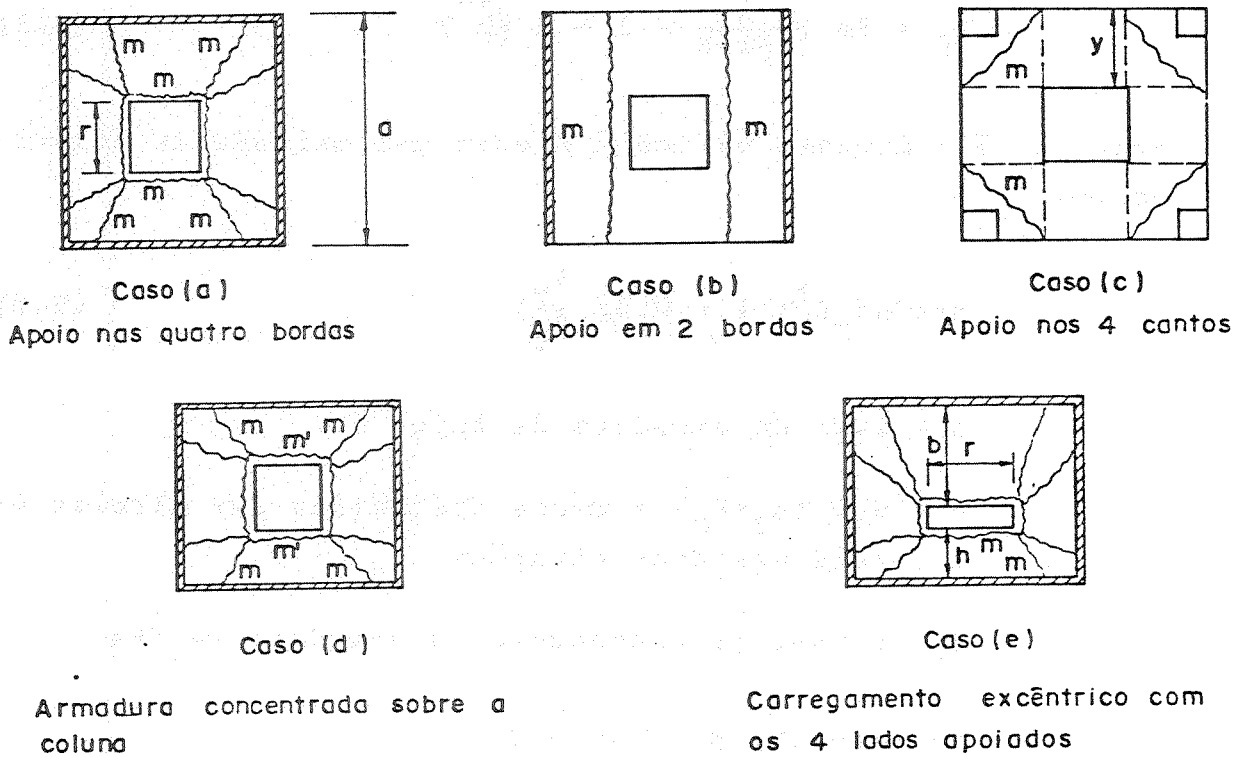 m m
m
r
a
m
m m
Caso (a)
Apoio nas quatro bordas
m m
Caso (b)
Apoio em 2 bordas
y
m
m
Caso (c)
Apoio nos 4 cantos
m m
m'
m'
m m
Caso (d)
Armadura concentrada sobre a
coluna
b r
h m
m
Caso (e)
Carregamento excêntrico com
os 4 lados apoiados